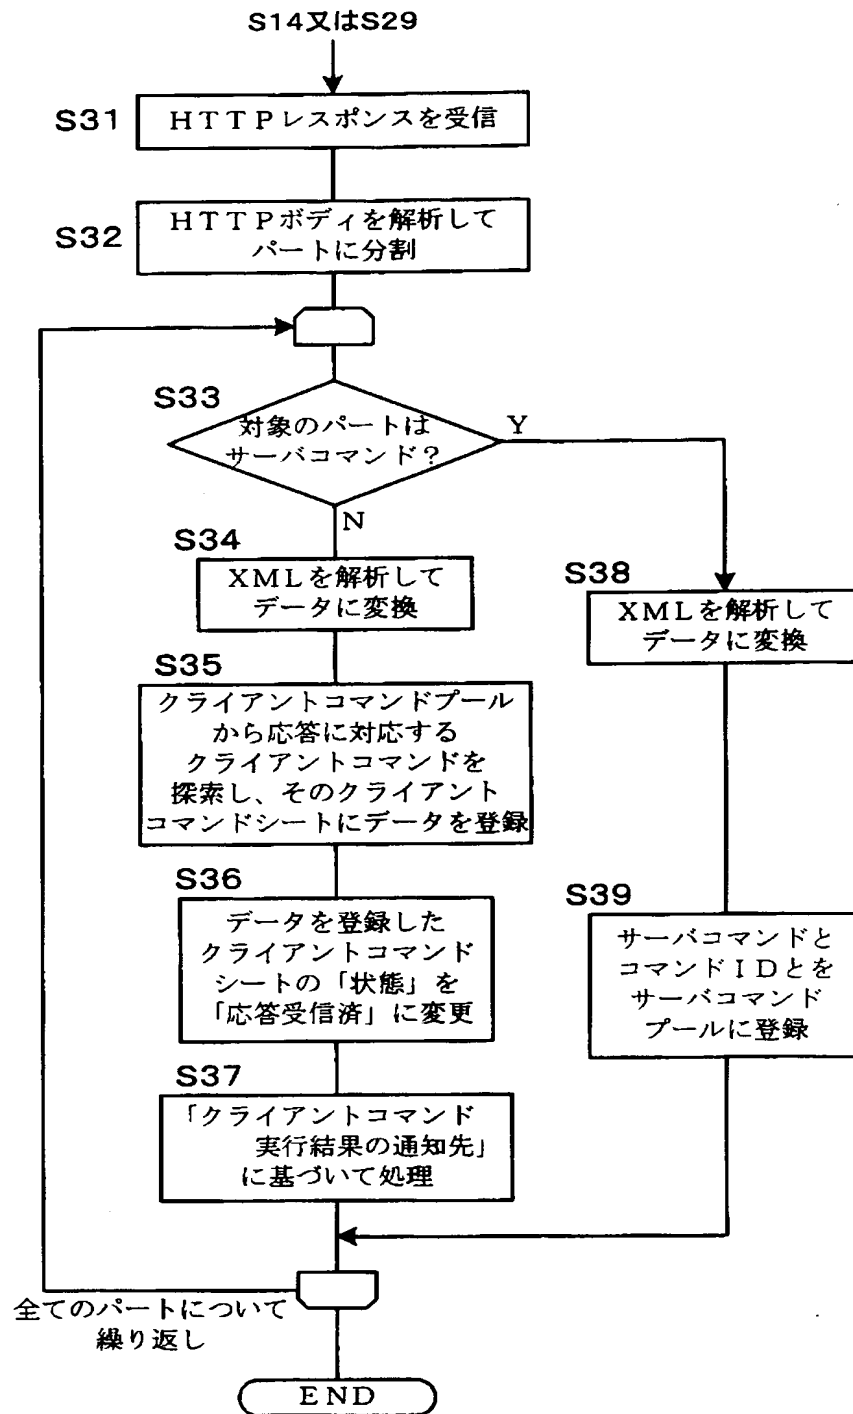 S14又はS29
S31
HTTPレスポンスを受信
S32
HTTPボディを解析して
パートに分割
S33
対象のパートは
サーバコマンド?
Y
N
S34
XMLを解析して
データに変換
S35
クライアントコマンドプール
から応答に対応する
クライアントコマンドを
探索し、そのクライアント
コマンドシートにデータを登録
S36
データを登録した
クライアントコマンド
シートの「状態」を
「応答受信済」に変更
S37
「クライアントコマンド
実行結果の通知先」
に基づいて処理
S38
XMLを解析して
データに変換
S39
サーバコマンドと
コマンドIDとを
サーバコマンド
プールに登録
全てのパートについて
繰り返し
END